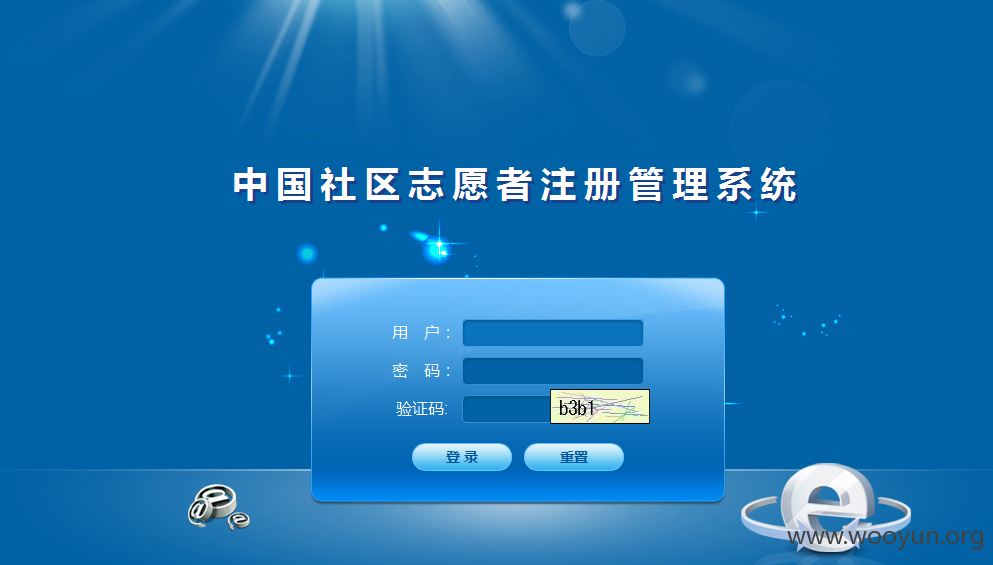 中国社区志愿者注册管理系统
用 户：
密 码：
验证码:
b3b1
登 录 重置
www.wooyun.org